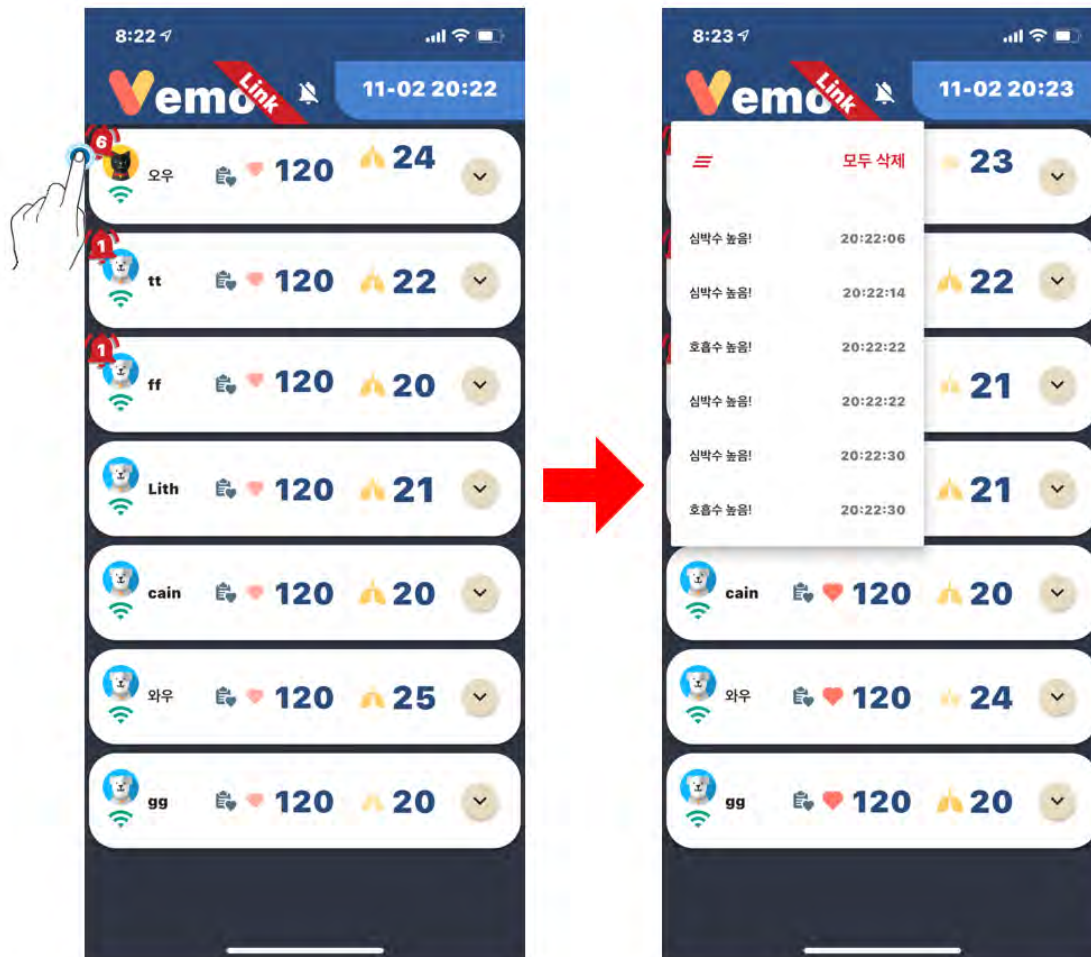 8:22
Vemo
Link
11-02 20:22
6
오우 120 24
1
tt 120 22
1
ff 120 20
Lith 120 21
cain 120 20
와우 120 25
gg 120 20
8:23
Vemo
Link
11-02 20:23
모두 삭제
심박수 높음! 20:22:06
심박수 높음! 20:22:14
호흡수 높음! 20:22:22
심박수 높음! 20:22:22
심박수 높음! 20:22:30
호흡수 높음! 20:22:30
23
22
21
21
cain 120 20
와우 120 24
gg 120 20